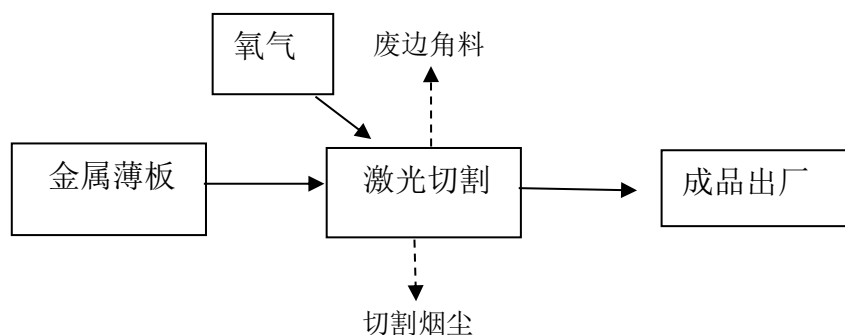 氧气
废边角料
金属薄板
激光切割
成品出厂
切割烟尘